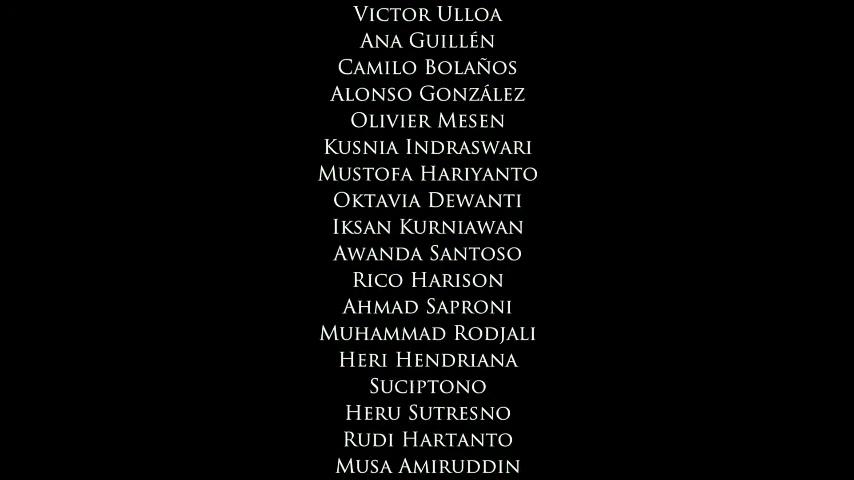 Victor Ulloa
Ana Guillén
Camilo Bolaños
Alonso González
Olivier Mesen
Kusnia Indraswari
Mustofa Hariyanto
Oktavia Dewanti
Iksan Kurniawan
Awanda Santoso
Rico Harison
Ahmad Saproni
Muhammad Rodjali
Heri Hendriana
Suciptono
Heru Sutresno
Rudi Hartanto
Musa Amiruddin